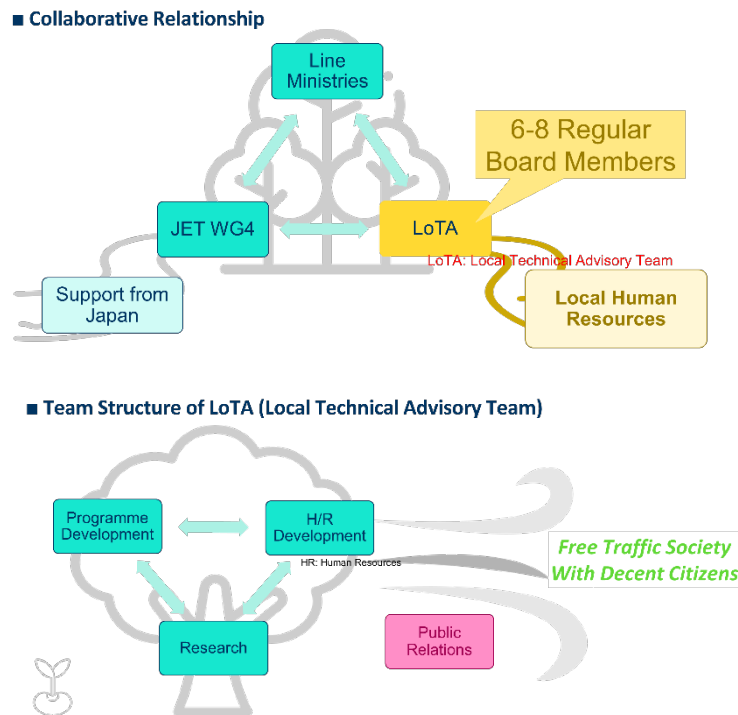 ■ Collaborative Relationship
Line
Ministries
6-8 Regular
Board Members
JET WG4
LoTA
LoTA: Local Technical Advisory Team
Support from
Japan
Local Human
Resources
■ Team Structure of LoTA (Local Technical Advisory Team)
Programme
Development
H/R
Development
HR: Human Resources
Free Traffic Society
With Decent Citizens
Research
Public
Relations